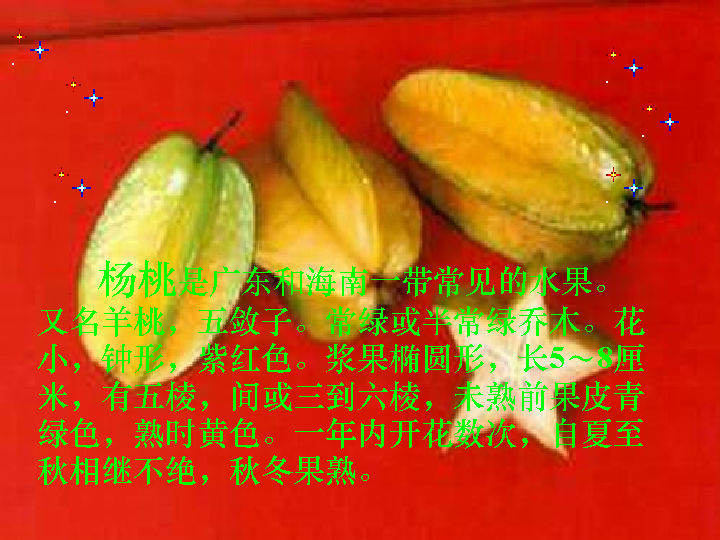 杨桃是广东和海南一带常见的水果。
又名羊桃，五敛子。常绿或半常绿乔木。花
小，钟形，紫红色。浆果椭圆形，长5～8厘
米，有五棱，间或三到六棱，未熟前果皮青
绿色，熟时黄色。一年内开花数次，自夏至
秋相继不绝，秋冬果熟。